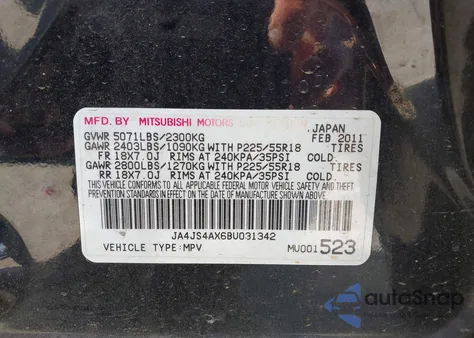 MFD. BY MITSUBISHI MOTORS
JAPAN
GVWR 5071LBS/2300KG FEB 2011
GAWR 2403LBS/1090KG WITH P225/55R18 TIRES
FR 18X7.0J RIMS AT 240KPA/35PSI COLD.
GAWR 2800LBS/1270KG WITH P225/55R18 TIRES
RR 18X7.0J RIMS AT 240KPA/35PSI COLD.
THIS VEHICLE CONFORMS TO ALL APPLICABLE
FEDERAL MOTOR VEHICLE SAFETY AND THEFT
PREVENTION STANDARDS IN EFFECT ON THE
DATE OF MANUFACTURE SHOWN ABOVE.
JA4JS4AX6BU031342
VEHICLE TYPE:MPV MU001523
autoSnap